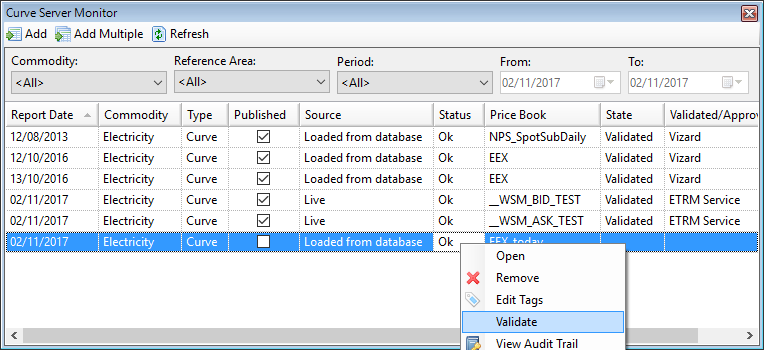 Curve Server Monitor
Add Add Multiple Refresh
Commodity: Reference Area: Period: From: To:
<All> <All> <All> 02/11/2017 02/11/2017
Report Date Commodity Type Published Source Status Price Book State Validated/Approv
12/08/2013 Electricity Curve Loaded from database Ok NPS_SpotSubDaily Validated Vizard
12/10/2016 Electricity Curve Loaded from database Ok EEX Validated Vizard
13/10/2016 Electricity Curve Loaded from database Ok EEX Validated Vizard
02/11/2017 Electricity Curve Live Ok __WSM_BID_TEST Validated ETRM Service
02/11/2017 Electricity Curve Live Ok __WSM_ASK_TEST Validated ETRM Service
02/11/2017 Electricity Curve Loaded from database Ok EEX_today
Open
Remove
Edit Tags
Validate
View Audit Trail